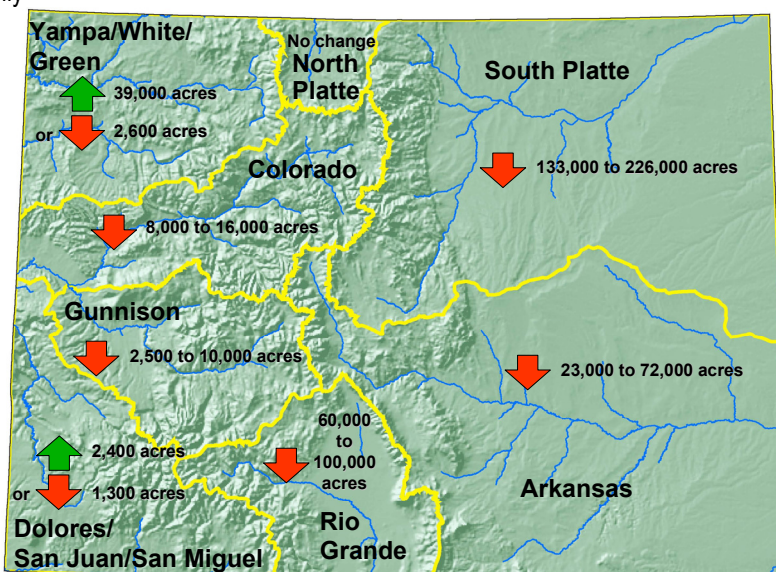 Yampa/White/
Green
39,000 acres
or
2,600 acres
No change
North
Platte
South Platte
133,000 to 226,000 acres
Colorado
8,000 to 16,000 acres
Gunnison
2,500 to 10,000 acres
23,000 to 72,000 acres
Arkansas
60,000
to
100,000
acres
Rio
Grande
2,400 acres
or
1,300 acres
Dolores/
San Juan/San Miguel